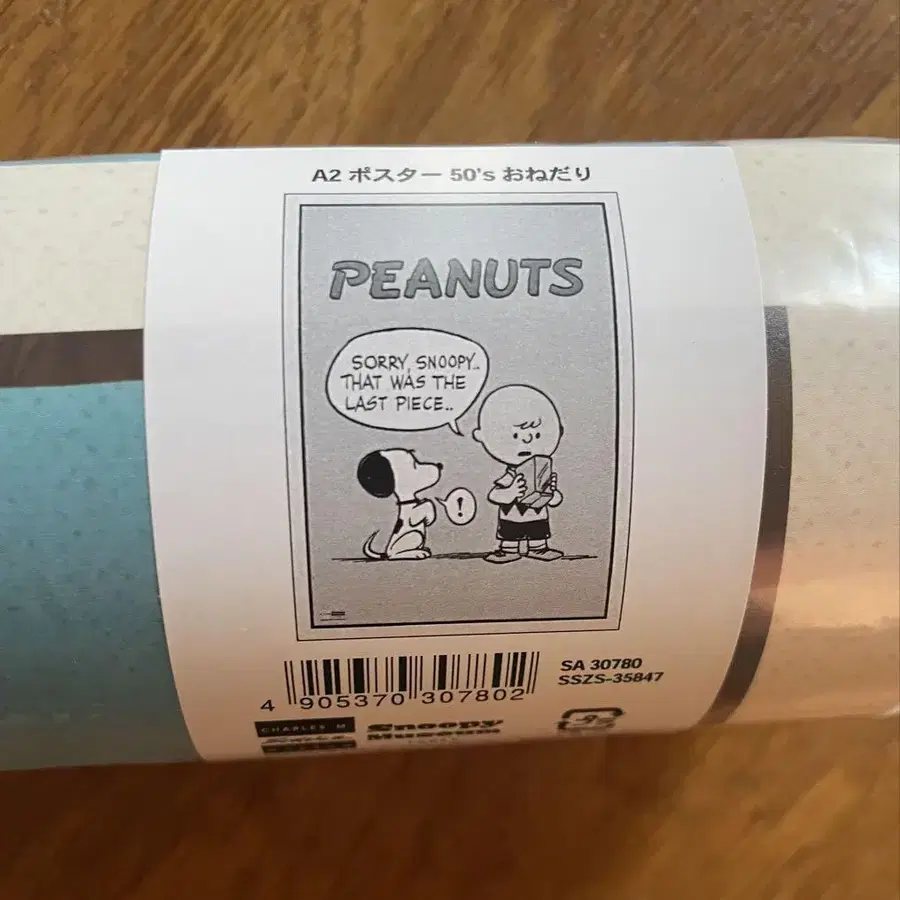 A2 ポスター 50's おねだり
PEANUTS
SORRY, SNOOPY..
THAT WAS THE
LAST PIECE..
!
4 905370 307802
SA 30780
SSZS-35847
CHARLES M
Snoopy
Museum